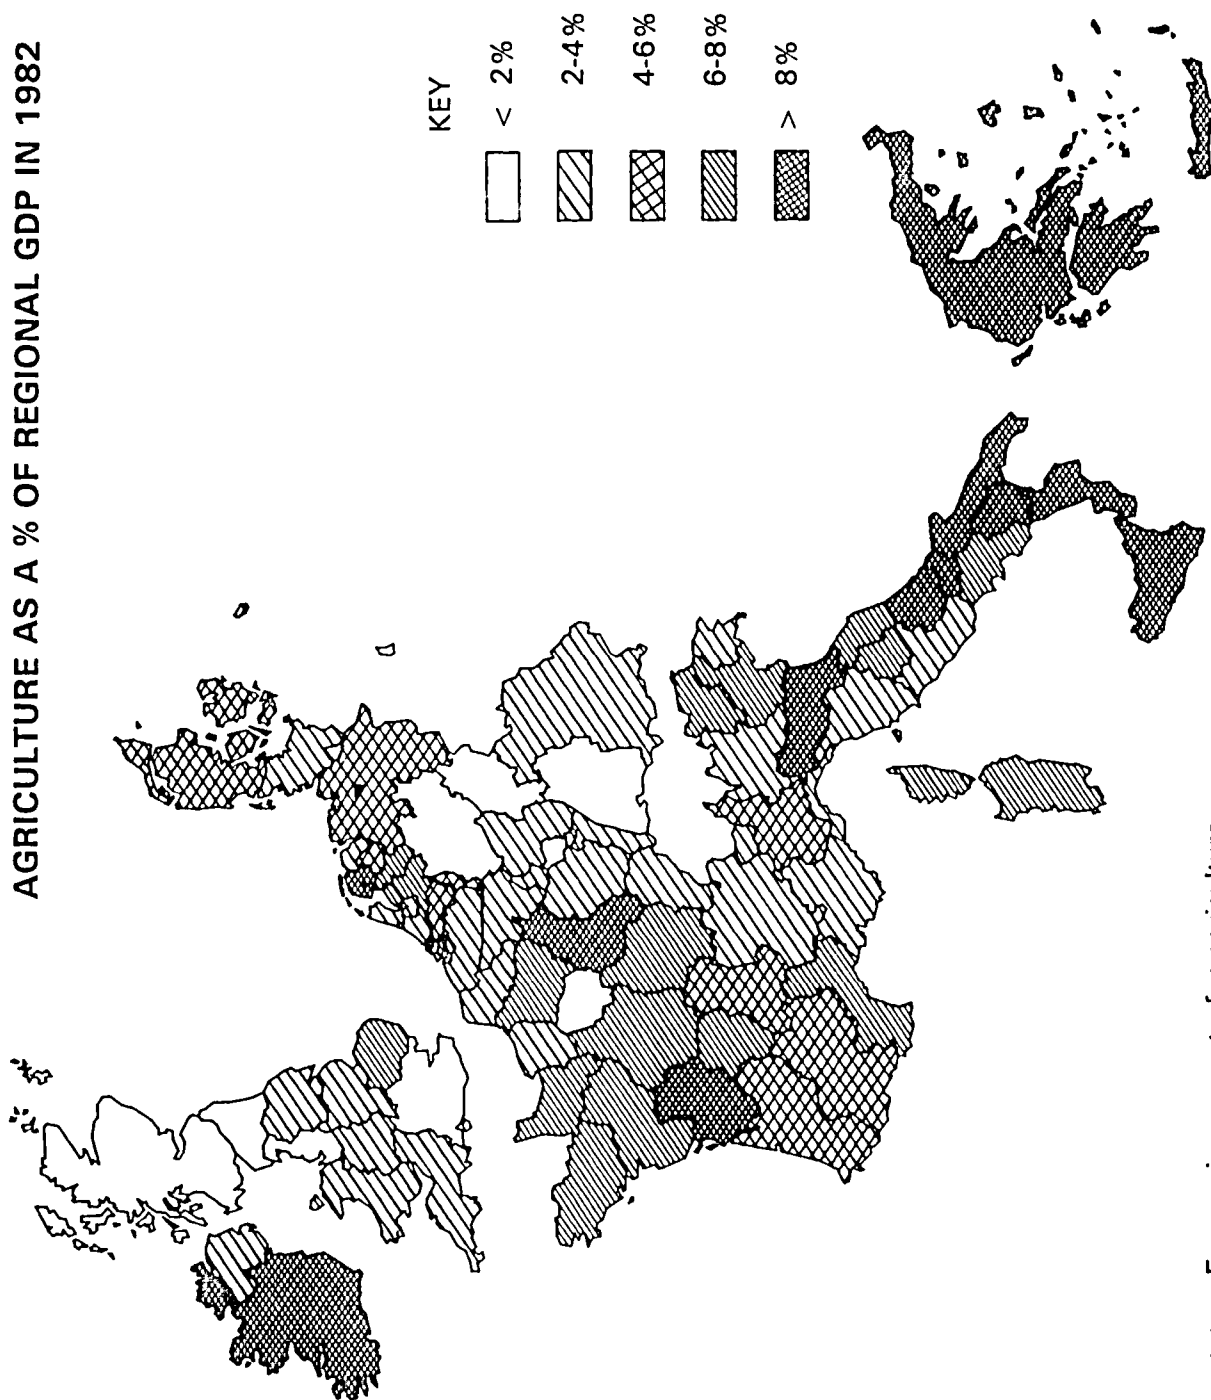 AGRICULTURE AS A % OF REGIONAL GDP IN 1982
KEY
< 2%
2-4%
4-6%
6-8%
> 8%